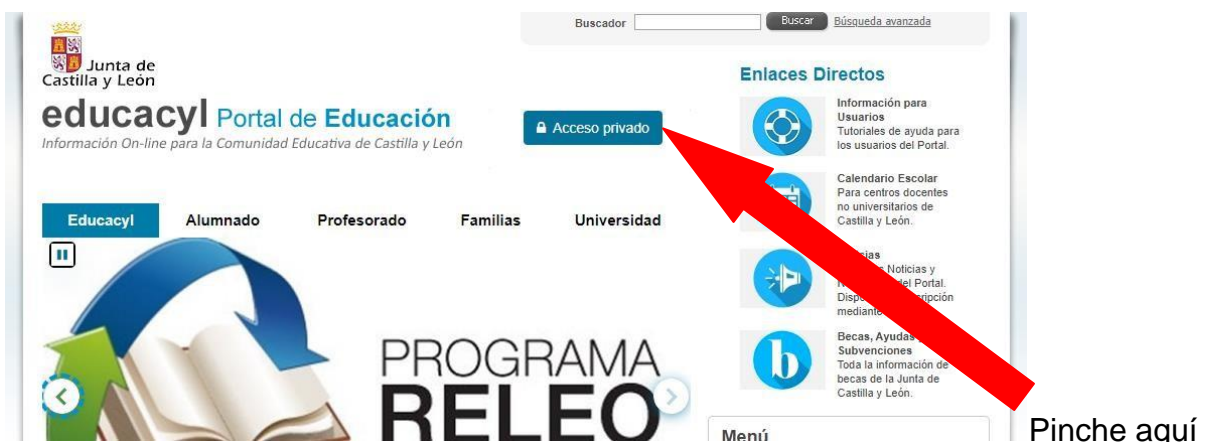 Buscador
Buscar
Búsqueda avanzada
Junta de
Castilla y León
educacyl Portal de Educación
Información On-line para la Comunidad Educativa de Castilla y León
Acceso privado
Educacyl
Alumnado
Profesorado
Familias
Universidad
PROGRAMA
RELEO
Enlaces Directos
Información para
Usuarios
Tutoriales de ayuda para
los usuarios del Portal.
Calendario Escolar
Para centros docentes
no universitarios de
Castilla y León.
Noticias y
del Portal.
mediante
Becas, Ayudas
Subvenciones
Toda la información de
becas de la Junta de
Castilla y León.
Menú
Pinche aquí